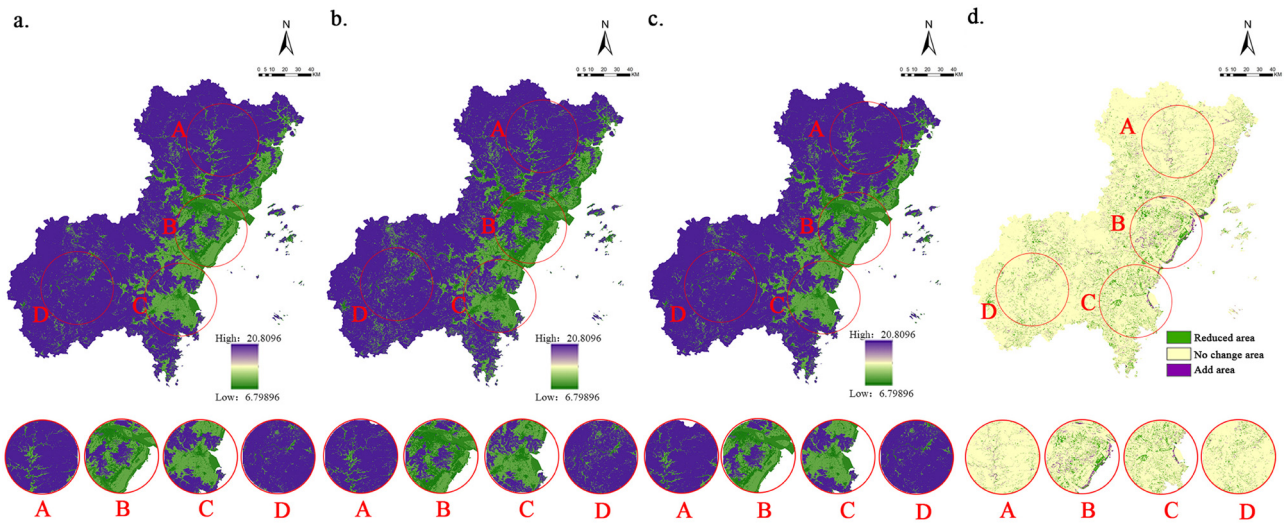 a.
N
0 5 10 20 30 40
KM
A
B
C
D
High: 20.8096
Low: 6.79896
b.
N
0 5 10 20 30 40
KM
A
B
C
D
High: 20.8096
Low: 6.79896
c.
N
0 5 10 20 30 40
KM
A
B
C
D
High: 20.8096
Low: 6.79896
d.
N
0 5 10 20 30 40
KM
A
B
C
D
Reduced area
No change area
Add area
A B C D A B C D A B C D A B C D